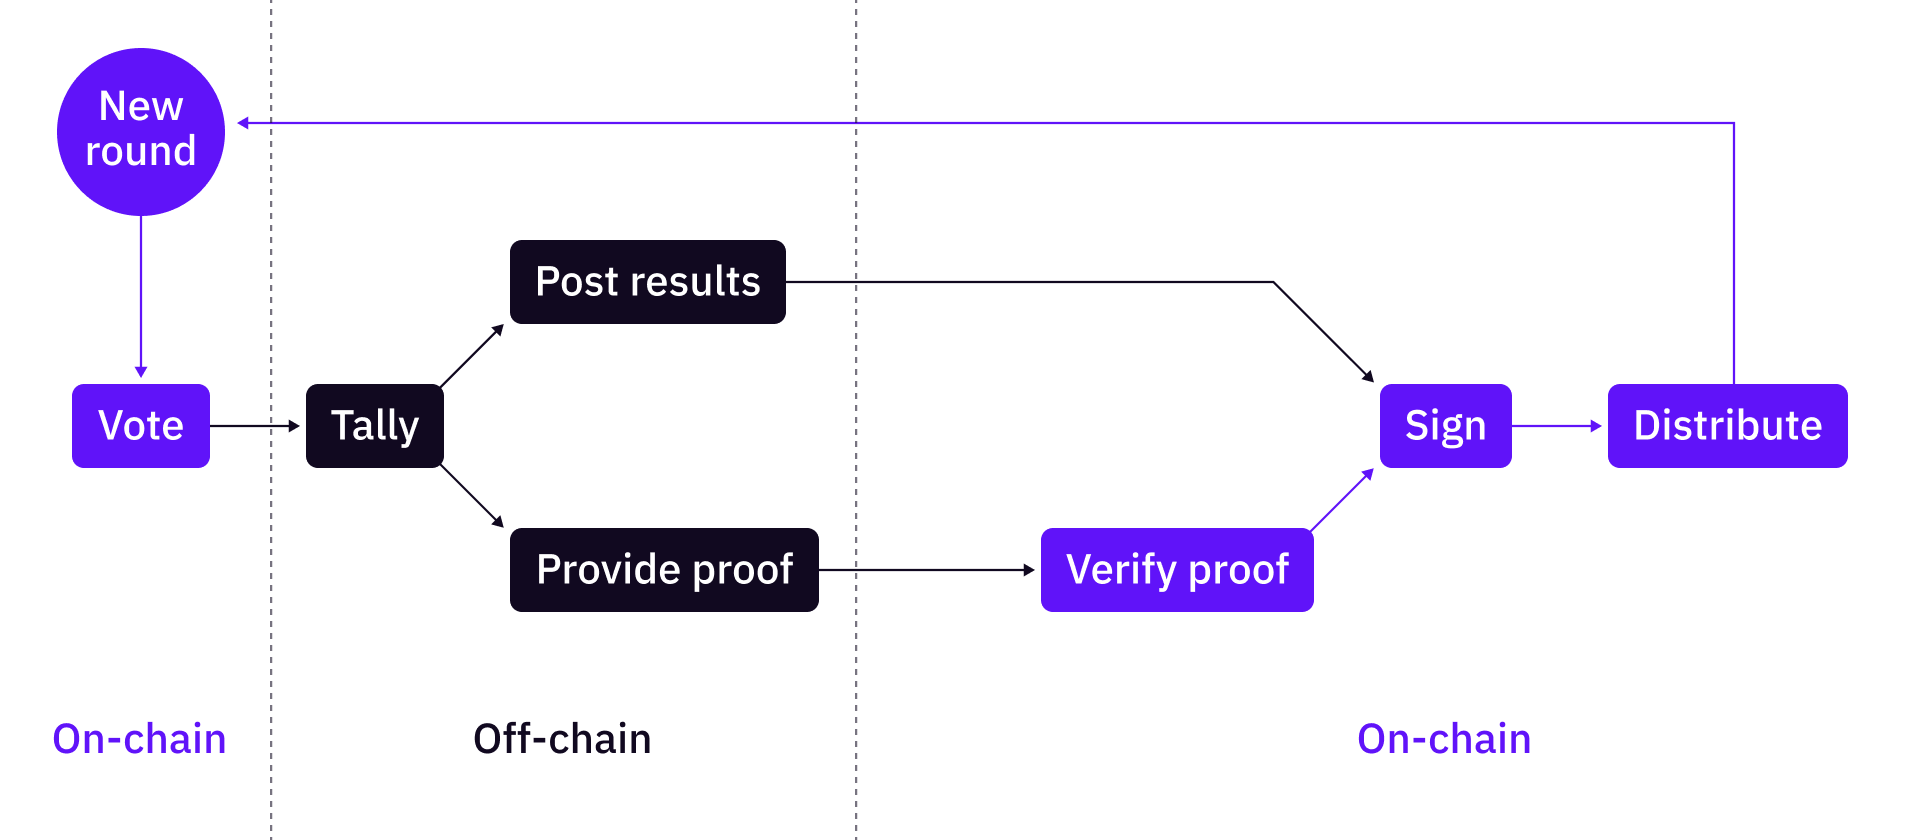 New
round
Post results
Vote
Tally
Sign
Distribute
Provide proof
Verify proof
On-chain
Off-chain
On-chain